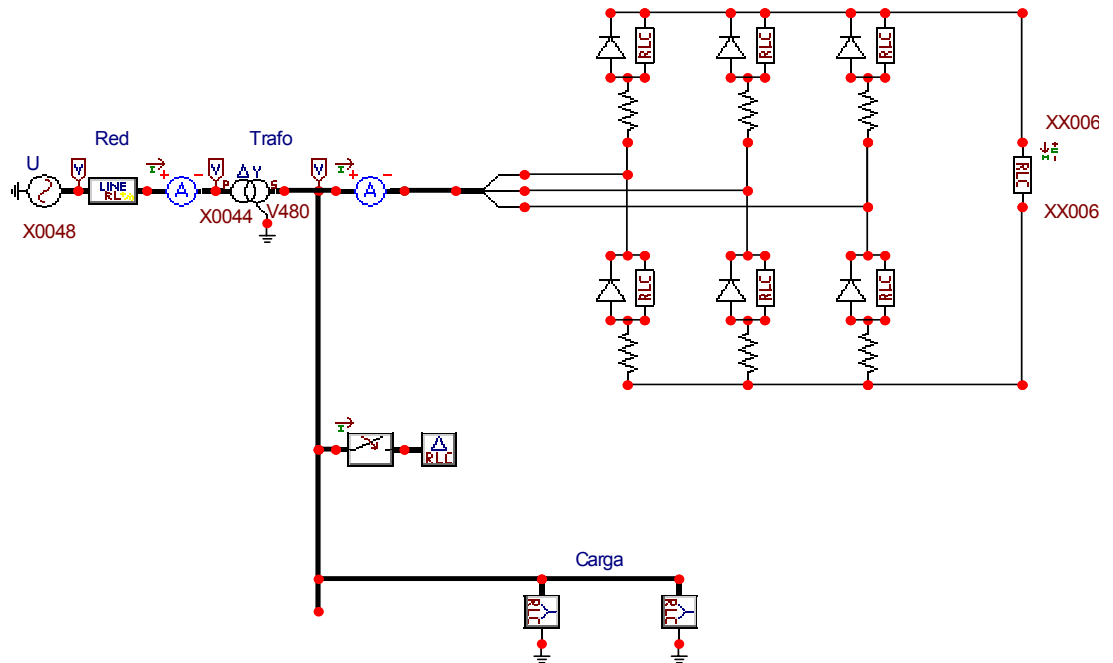 RLC RLC RLC
XX006
Red Trafo
U V V V
I + - I + -
LINE
RL
A P Δ Y S A
RLC
X0044 V480
X0048
XX006
RLC RLC RLC
I
Δ
RLC
Carga
RLC Y RLC Y